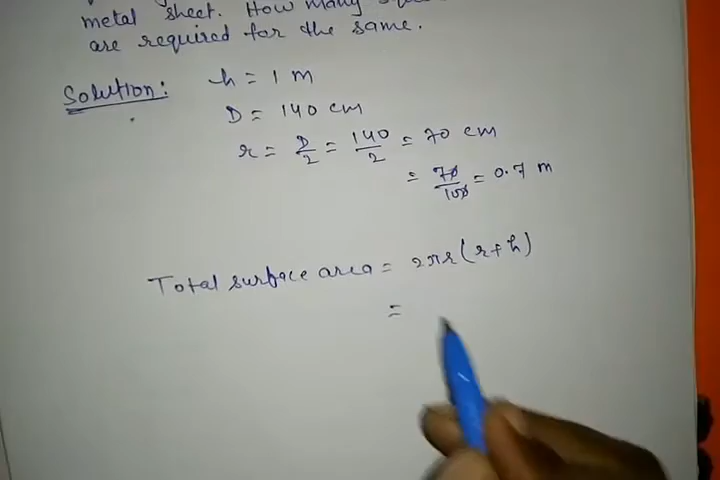 metal sheet. How many
are required for the same.
Solution: h = 1 m
D = 140 cm
r = D/2 = 140/2 = 70 cm
= 70/100 = 0.7 m
Total surface area = 2πr(r+h)
=